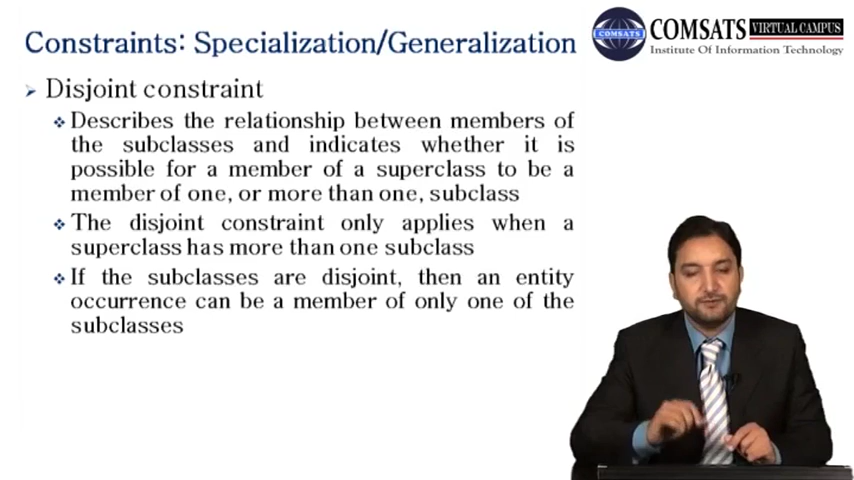 Constraints: Specialization/Generalization
COMSATS
COMSATS VIRTUAL CAMPUS
Institute Of Information Technology
Disjoint constraint
Describes the relationship between members of
the subclasses and indicates whether it is
possible for a member of a superclass to be a
member of one, or more than one, subclass
The disjoint constraint only applies when a
superclass has more than one subclass
If the subclasses are disjoint, then an entity
occurrence can be a member of only one of the
subclasses